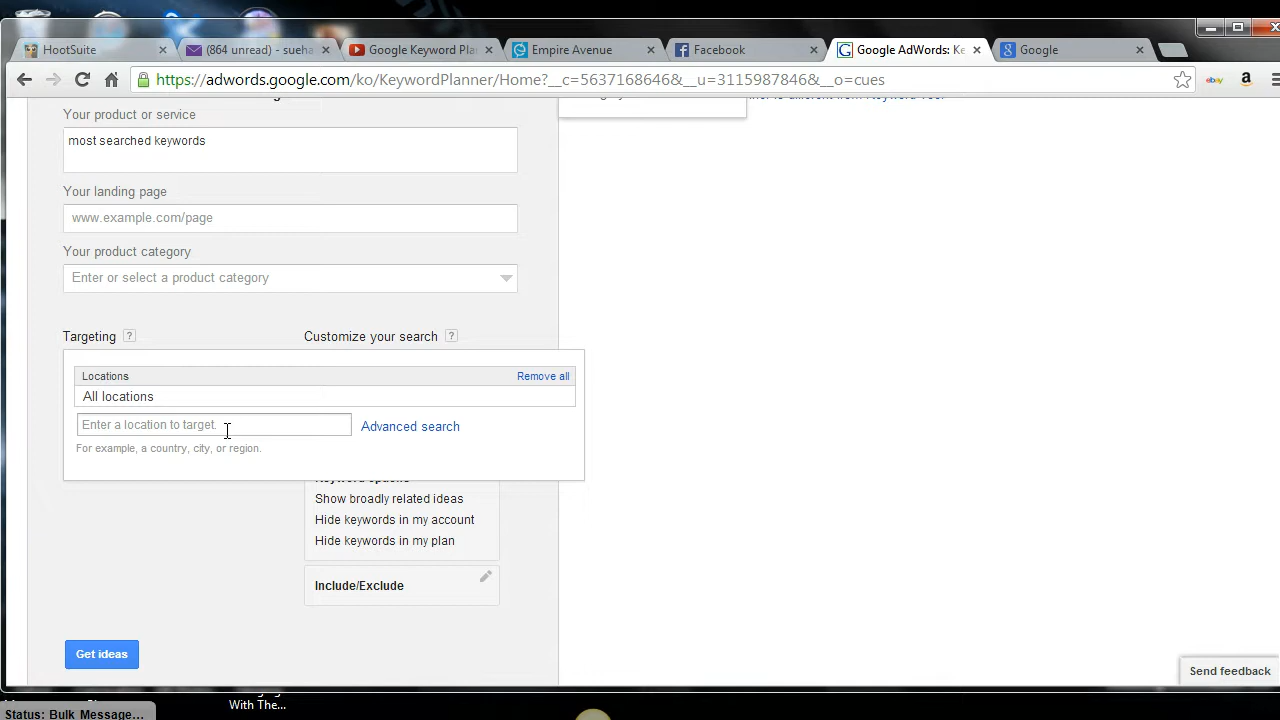 HootSuite
(864 unread) - sueha
Google Keyword Pla
Empire Avenue
Facebook
Google AdWords: Ke
Google
https://adwords.google.com/ko/KeywordPlanner/Home?__c=5637168646&__u=3115987846&__o=cues
ebay
a
Your product or service
most searched keywords
Your landing page
www.example.com/page
Your product category
Enter or select a product category
Targeting ?
Customize your search ?
Locations
Remove all
All locations
Enter a location to target.
Advanced search
For example, a country, city, or region.
Keyword options
Show broadly related ideas
Hide keywords in my account
Hide keywords in my plan
Include/Exclude
Get ideas
Send feedback
With The...
Status: Bulk Message...